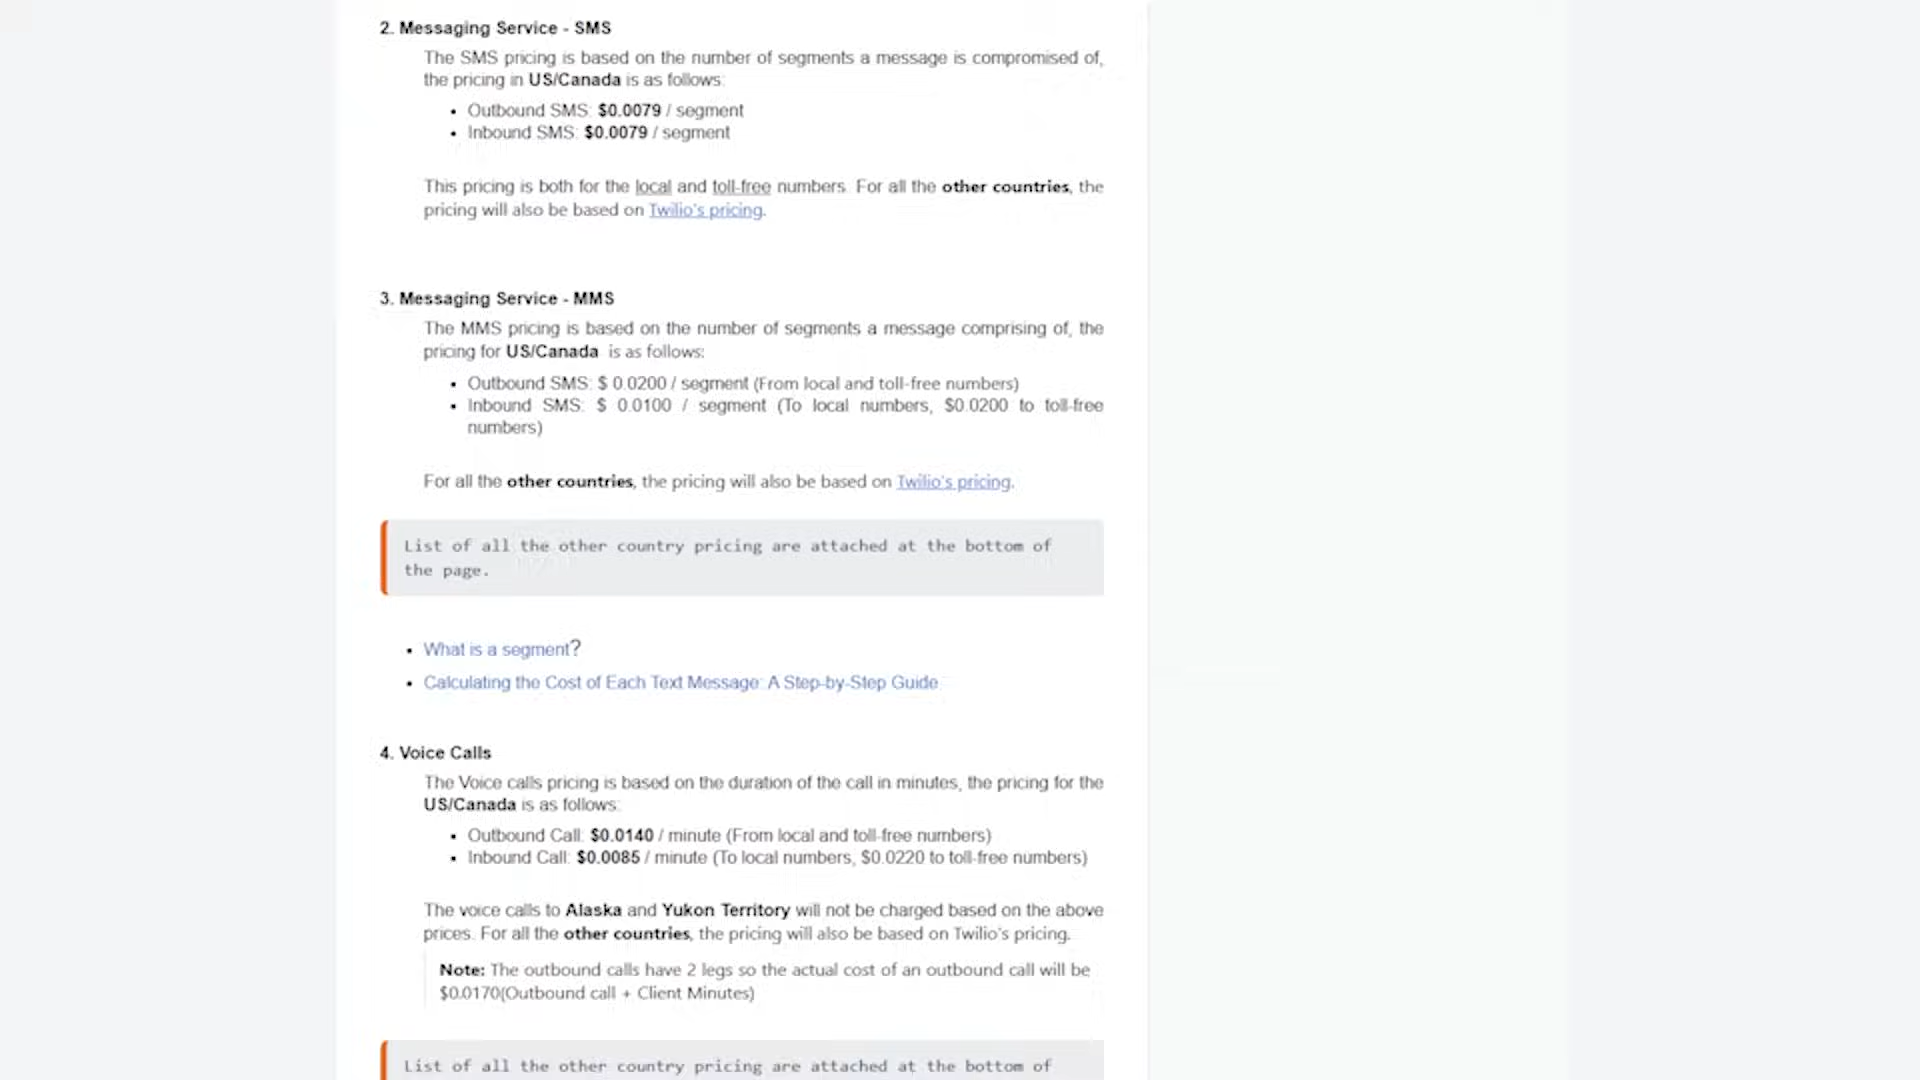 2. Messaging Service - SMS
The SMS pricing is based on the number of segments a message is compromised of,
the pricing in US/Canada is as follows:
• Outbound SMS: $0.0079 / segment
• Inbound SMS: $0.0079 / segment
This pricing is both for the local and toll-free numbers. For all the other countries, the
pricing will also be based on Twilio's pricing.
3. Messaging Service - MMS
The MMS pricing is based on the number of segments a message comprising of, the
pricing for US/Canada is as follows:
• Outbound SMS: $ 0.0200 / segment (From local and toll-free numbers)
• Inbound SMS: $ 0.0100 / segment (To local numbers, $0.0200 to toll-free
numbers)
For all the other countries, the pricing will also be based on Twilio's pricing.
List of all the other country pricing are attached at the bottom of
the page.
• What is a segment?
• Calculating the Cost of Each Text Message: A Step-by-Step Guide
4. Voice Calls
The Voice calls pricing is based on the duration of the call in minutes, the pricing for the
US/Canada is as follows:
• Outbound Call: $0.0140 / minute (From local and toll-free numbers)
• Inbound Call: $0.0085 / minute (To local numbers, $0.0220 to toll-free numbers)
The voice calls to Alaska and Yukon Territory will not be charged based on the above
prices. For all the other countries, the pricing will also be based on Twilio's pricing.
Note: The outbound calls have 2 legs so the actual cost of an outbound call will be
$0.0170(Outbound call + Client Minutes)
List of all the other country pricing are attached at the bottom of